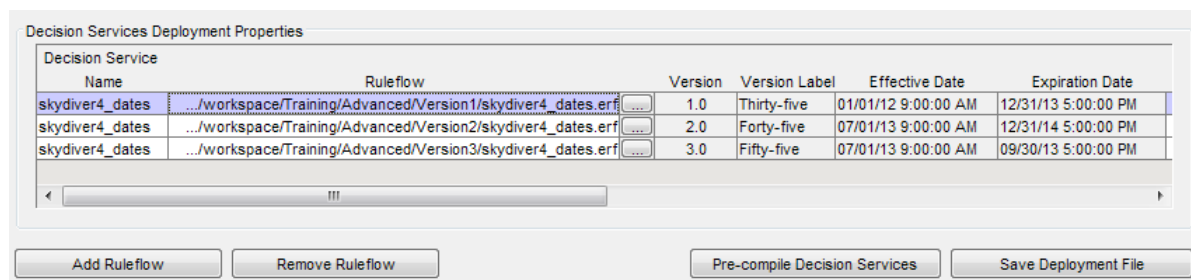 Decision Services Deployment Properties
Decision Service
Name Ruleflow Version Version Label Effective Date Expiration Date
skydiver4_dates .../workspace/Training/Advanced/Version1/skydiver4_dates.erf ... 1.0 Thirty-five 01/01/12 9:00:00 AM 12/31/13 5:00:00 PM
skydiver4_dates .../workspace/Training/Advanced/Version2/skydiver4_dates.erf ... 2.0 Forty-five 07/01/13 9:00:00 AM 12/31/14 5:00:00 PM
skydiver4_dates .../workspace/Training/Advanced/Version3/skydiver4_dates.erf ... 3.0 Fifty-five 07/01/13 9:00:00 AM 09/30/13 5:00:00 PM
Add Ruleflow Remove Ruleflow Pre-compile Decision Services Save Deployment File